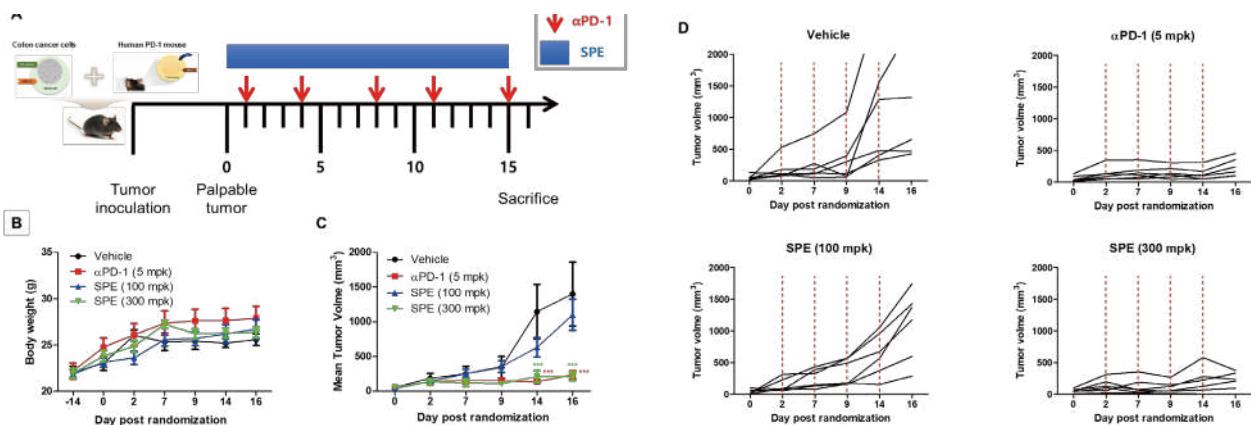 A
αPD-1
SPE
Colon cancer cells
Human PD-1 mouse
0
5
10
15
Tumor
inoculation
Palpable
tumor
Sacrifice
B
Vehicle
αPD-1 (5 mpk)
SPE (100 mpk)
SPE (300 mpk)
Body weight (g)
35
30
25
20
-14
0
2
7
9
14
16
Day post randomization
C
Vehicle
αPD-1 (5 mpk)
SPE (100 mpk)
SPE (300 mpk)
Mean Tumor Volme (mm³)
2000
1500
1000
500
0
***
***
***
***
0
2
7
9
14
16
Day post randomization
D
Vehicle
Tumor volme (mm³)
2000
1500
1000
500
0
0
2
7
9
14
16
Day post randomization
αPD-1 (5 mpk)
Tumor volme (mm³)
2000
1500
1000
500
0
0
2
7
9
14
16
Day post randomization
SPE (100 mpk)
Tumor volme (mm³)
2000
1500
1000
500
0
0
2
7
9
14
16
Day post randomization
SPE (300 mpk)
Tumor volme (mm³)
2000
1500
1000
500
0
0
2
7
9
14
16
Day post randomization